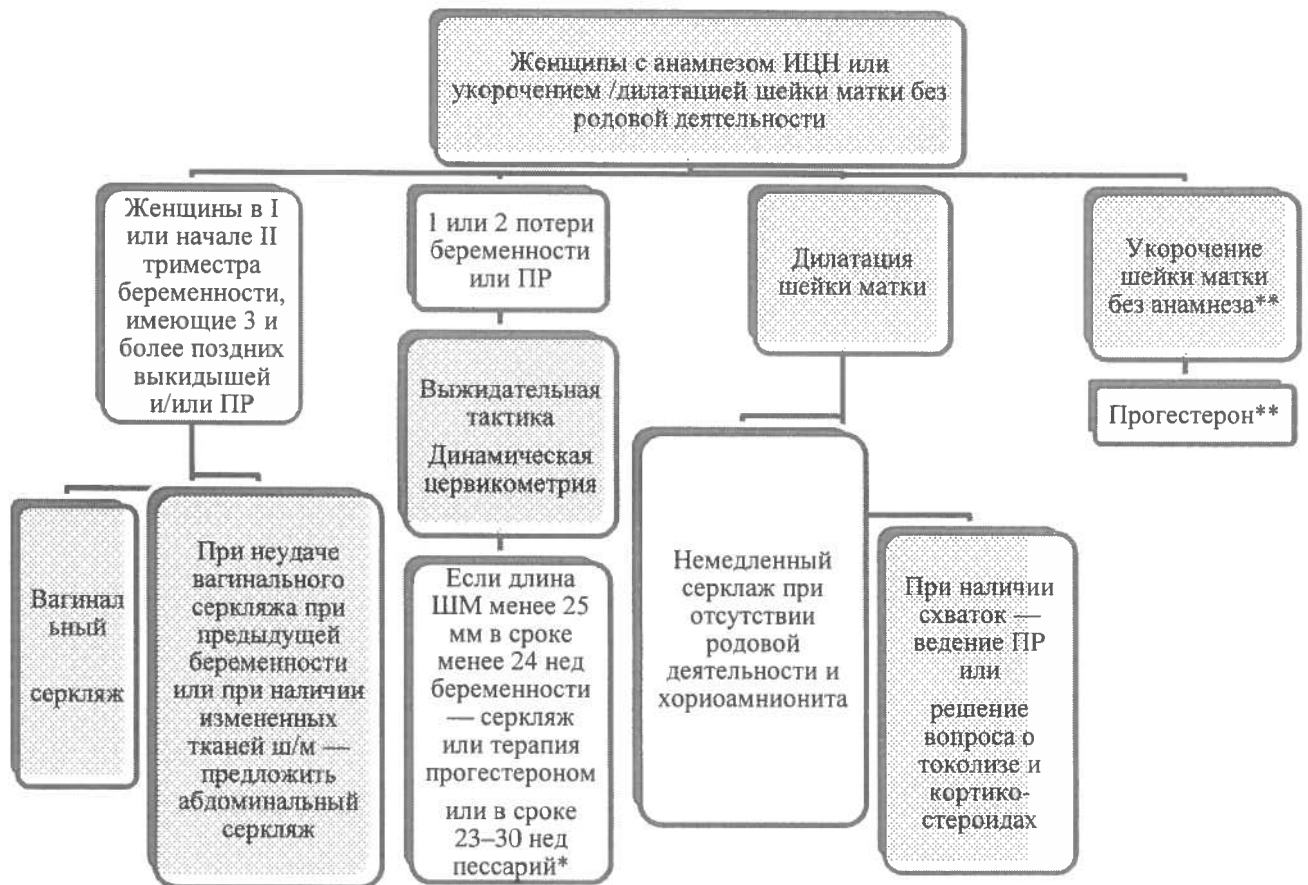 Женщины с анамнезом ИЦН или
укорочением /дилатацией шейки матки без
родовой деятельности
Женщины в I
или начале II
триместра
беременности,
имеющие 3 и
более поздних
выкидышей
и/или ПР
1 или 2 потери
беременности
или ПР
Дилатация
шейки матки
Укорочение
шейки матки
без анамнеза**
Выжидательная
тактика
Динамическая
цервикометрия
Прогестерон**
Вагинал
ьный
серкляж
При неудаче
вагинального
серкляжа при
предыдущей
беременности
или при наличии
измененных
тканей ш/м —
предложить
абдоминальный
серкляж
Если длина
ШМ менее 25
мм в сроке
менее 24 нед
беременности
— серкляж
или терапия
прогестероном
или в сроке
23–30 нед
пессарий*
Немедленный
серклаж при
отсутствии
родовой
деятельности и
хориоамнионита
При наличии
схваток —
ведение ПР
или
решение
вопроса о
токолизе и
кортико-
стероидах